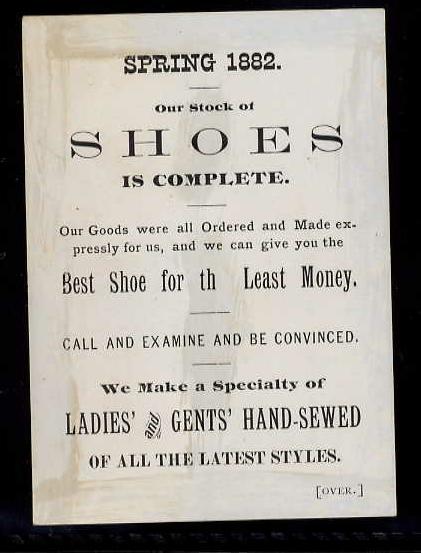 SPRING 1882.
Our Stock of
SHOES
IS COMPLETE.
Our Goods were all Ordered and Made ex-
pressly for us, and we can give you the
Best Shoe for th Least Money.
CALL AND EXAMINE AND BE CONVINCED.
We Make a Specialty of
LADIES' and GENTS' HAND-SEWED
OF ALL THE LATEST STYLES.
[OVER.]